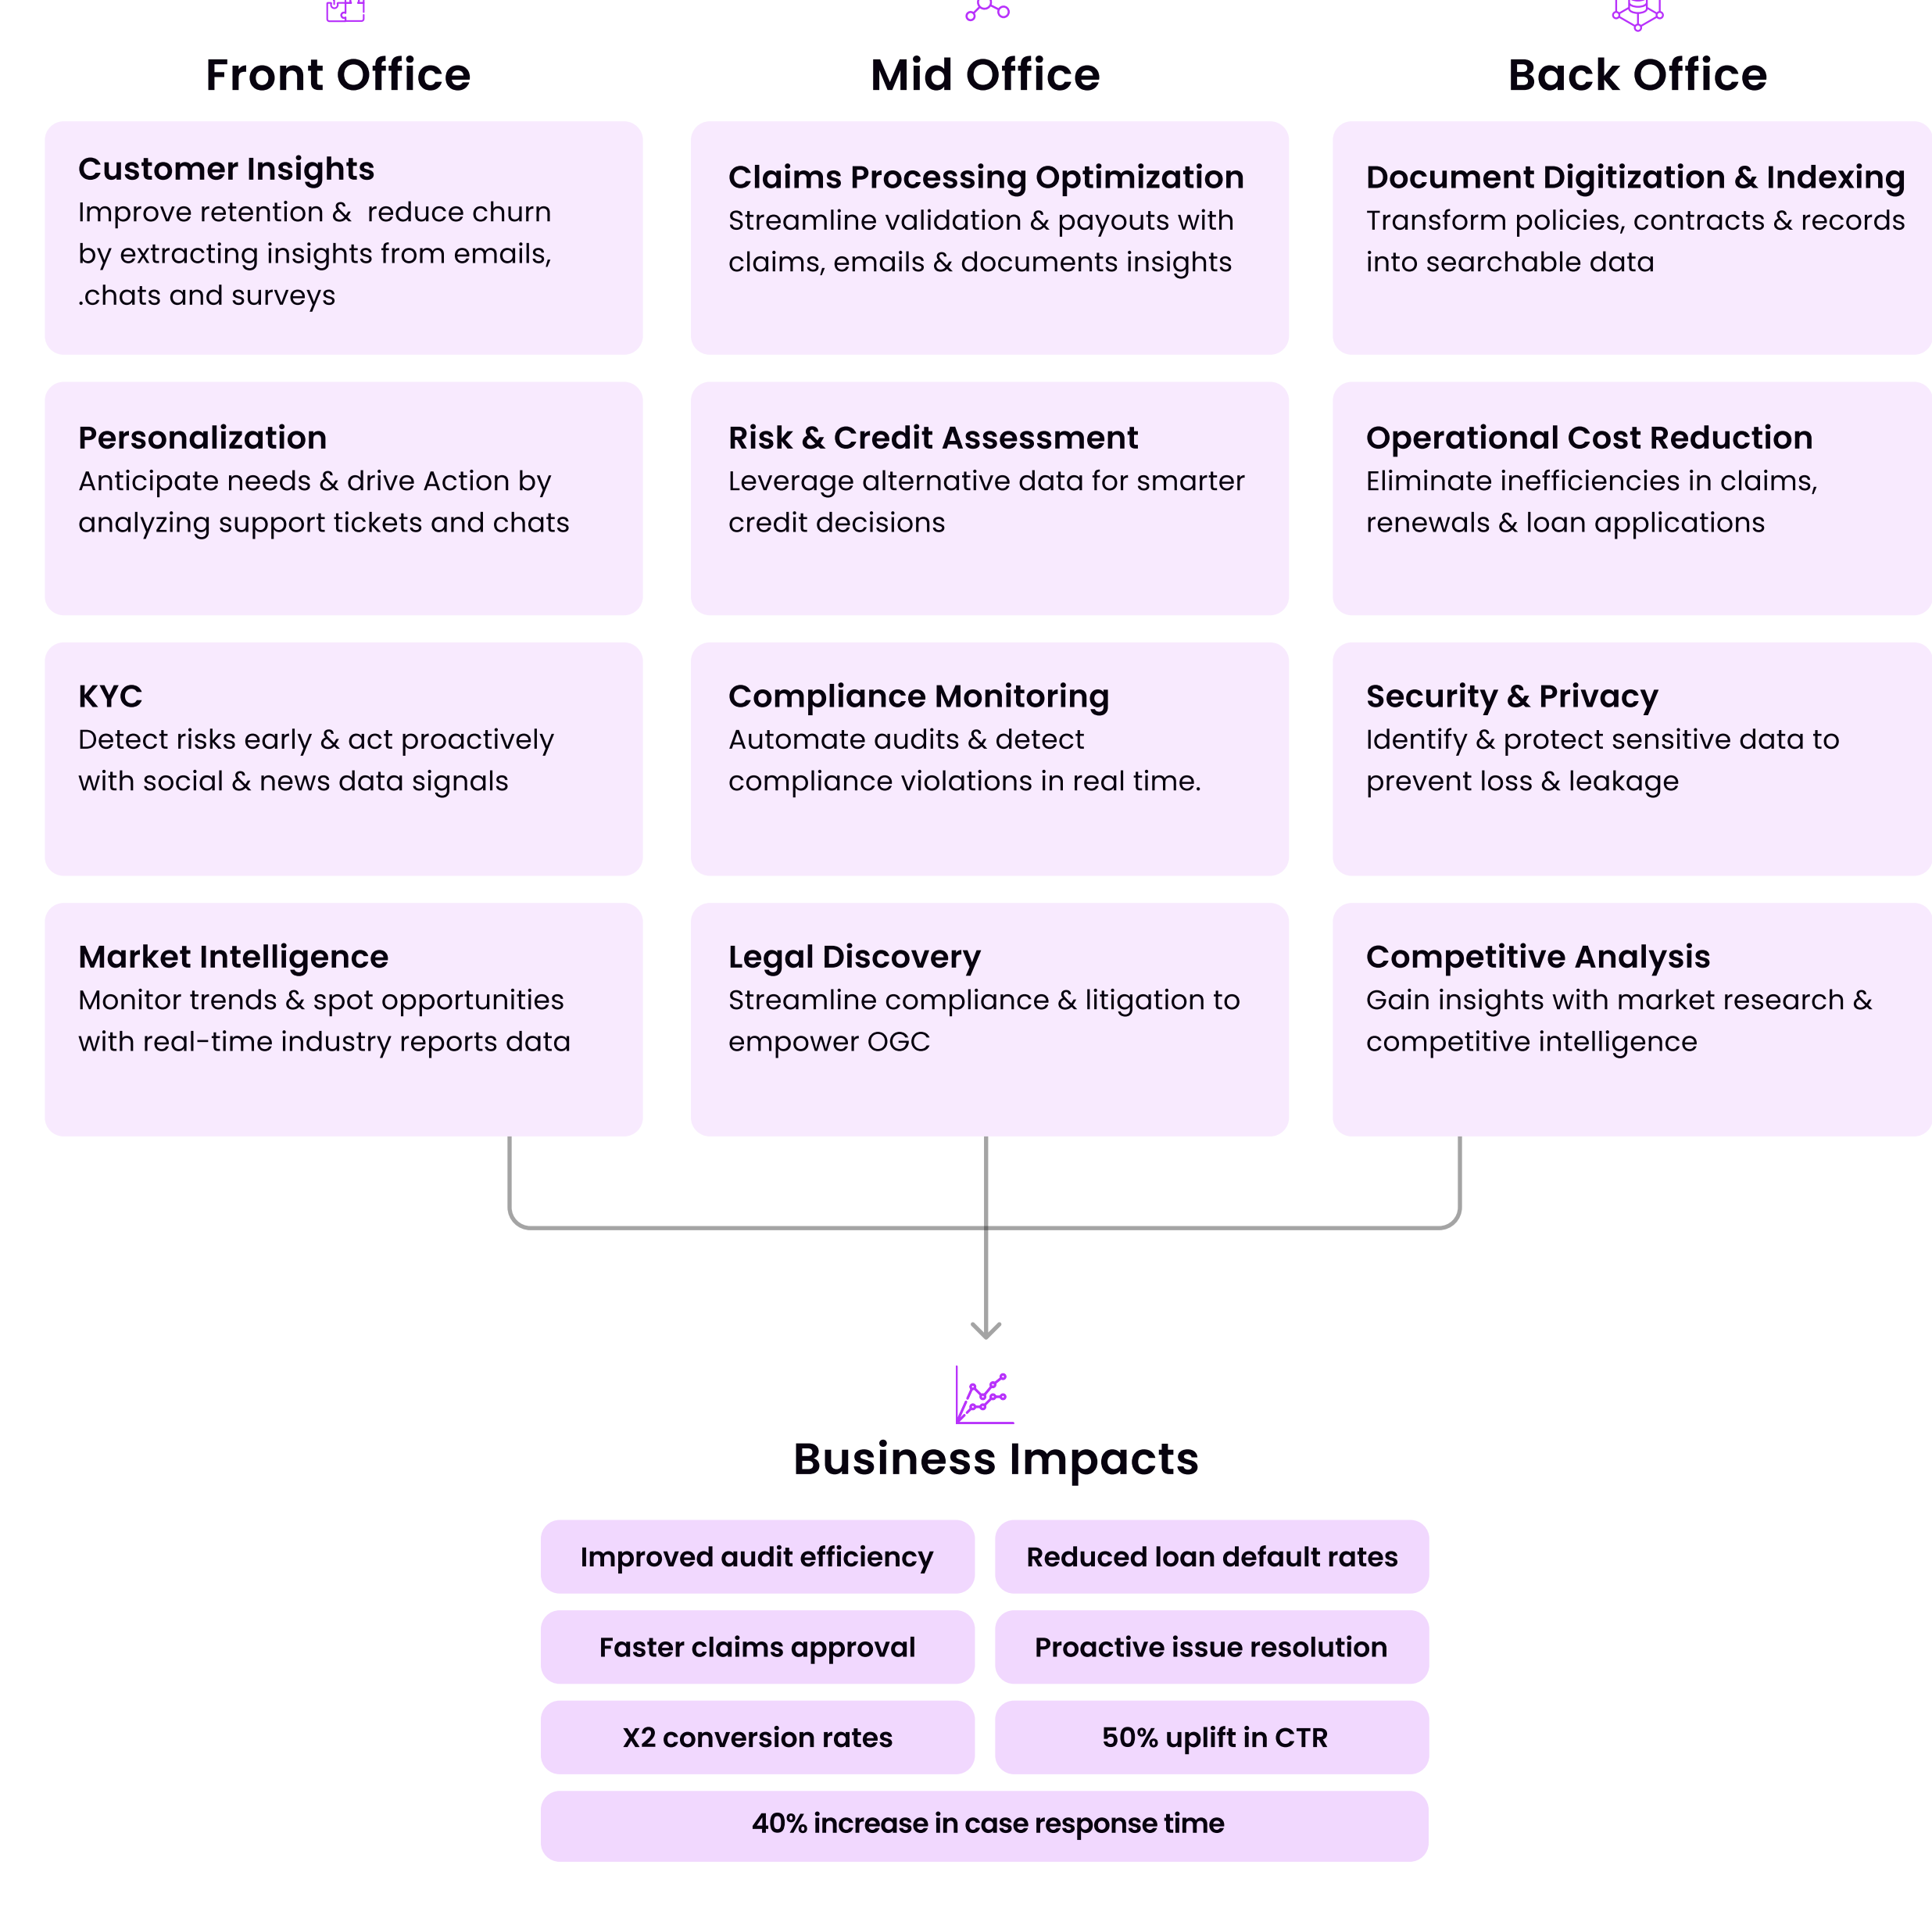 Front Office
Customer Insights
Improve retention &  reduce churn
by extracting insights from emails,
.chats and surveys
Personalization
Anticipate needs & drive Action by
analyzing support tickets and chats
KYC
Detect risks early & act proactively
with social & news data signals
Market Intelligence
Monitor trends & spot opportunities
with real-time industry reports data
Mid Office
Claims Processing Optimization
Streamline validation & payouts with
claims, emails & documents insights
Risk & Credit Assessment
Leverage alternative data for smarter
credit decisions
Compliance Monitoring
Automate audits & detect
compliance violations in real time.
Legal Discovery
Streamline compliance & litigation to
empower OGC
Back Office
Document Digitization & Indexing
Transform policies, contracts & records
into searchable data
Operational Cost Reduction
Eliminate inefficiencies in claims,
renewals & loan applications
Security & Privacy
Identify & protect sensitive data to
prevent loss & leakage
Competitive Analysis
Gain insights with market research &
competitive intelligence
Business Impacts
Improved audit efficiency
Reduced loan default rates
Faster claims approval
Proactive issue resolution
X2 conversion rates
50% uplift in CTR
40% increase in case response time